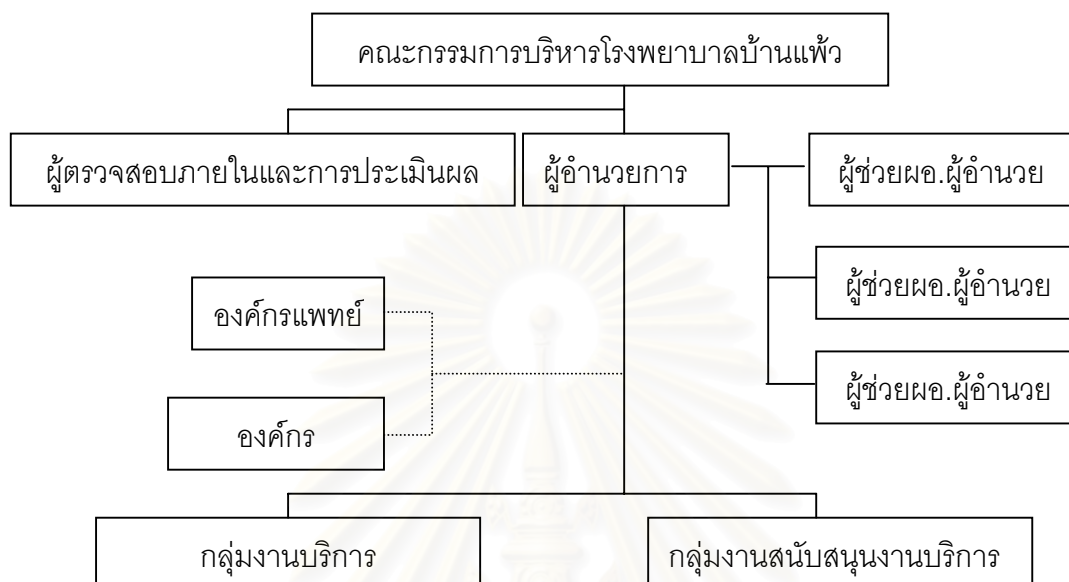 คณะกรรมการบริหารโรงพยาบาลบ้านแพ้ว
ผู้ตรวจสอบภายในและการประเมินผล
ผู้อำนวยการ
ผู้ช่วยผอ.ผู้อำนวย
ผู้ช่วยผอ.ผู้อำนวย
องค์กรแพทย์
ผู้ช่วยผอ.ผู้อำนวย
องค์กร
กลุ่มงานบริการ
กลุ่มงานสนับสนุนงานบริการ